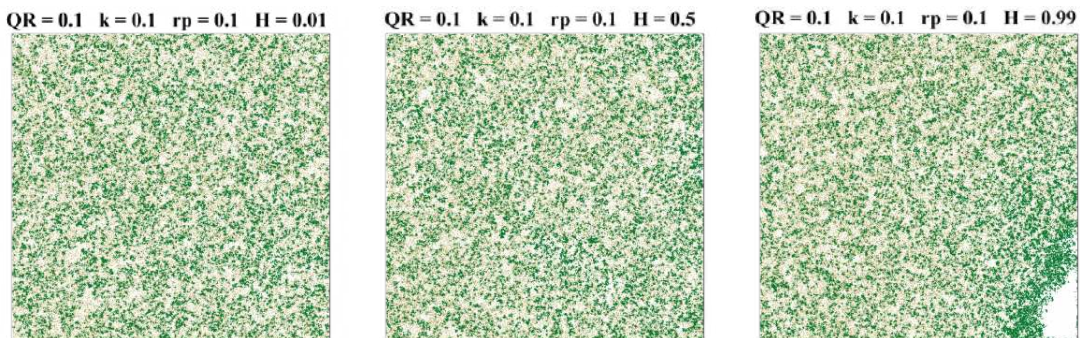 QR = 0.1 k = 0.1 rp = 0.1 H = 0.01
QR = 0.1 k = 0.1 rp = 0.1 H = 0.5
QR = 0.1 k = 0.1 rp = 0.1 H = 0.99